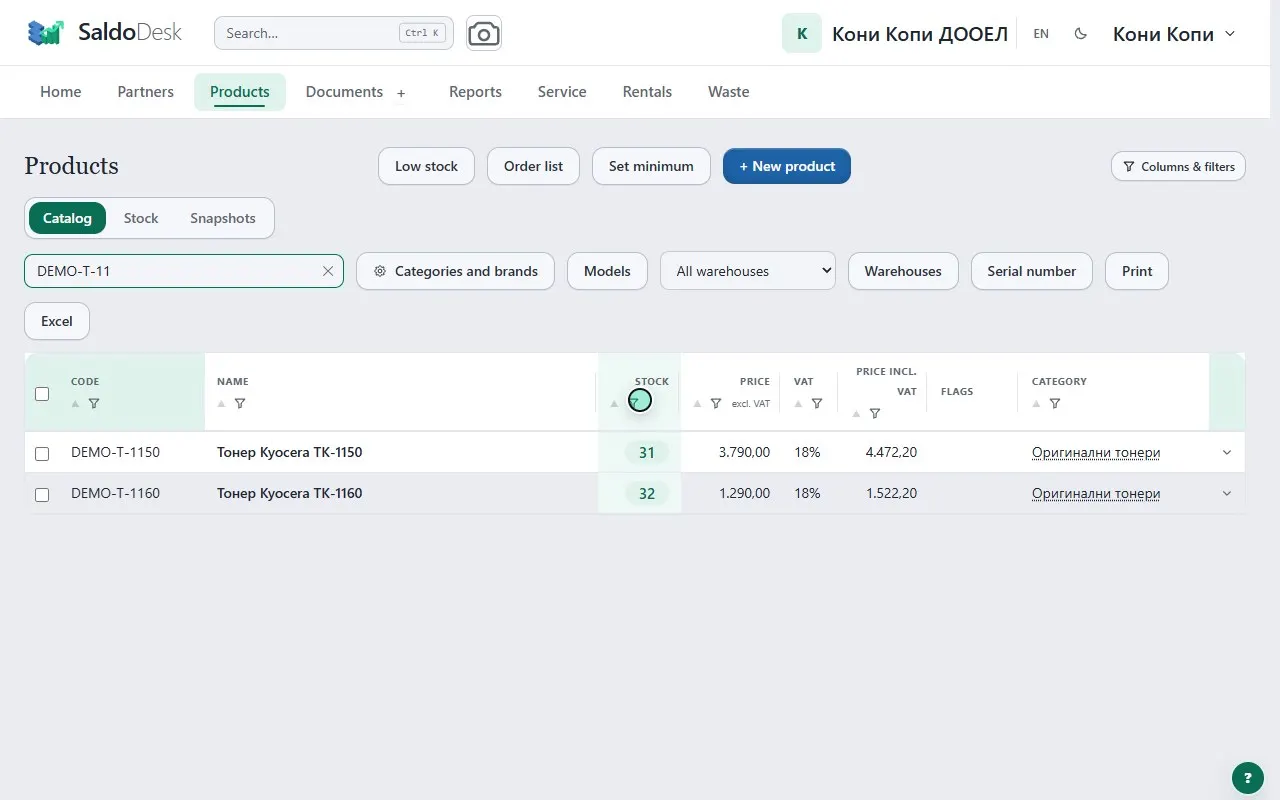 SaldoDesk
Search... Ctrl K
K Кони Копи ДООЕЛ EN Кони Копи
Home Partners Products Documents + Reports Service Rentals Waste
Products Low stock Order list Set minimum + New product Columns & filters
Catalog Stock Snapshots
DEMO-T-11 Categories and brands Models All warehouses Warehouses Serial number Print
Excel
CODE NAME STOCK PRICE excl. VAT VAT PRICE INCL. VAT FLAGS CATEGORY
DEMO-T-1150 Тонер Kyocera TK-1150 31 3.790,00 18% 4.472,20 Оригинални тонери
DEMO-T-1160 Тонер Kyocera TK-1160 32 1.290,00 18% 1.522,20 Оригинални тонери
?